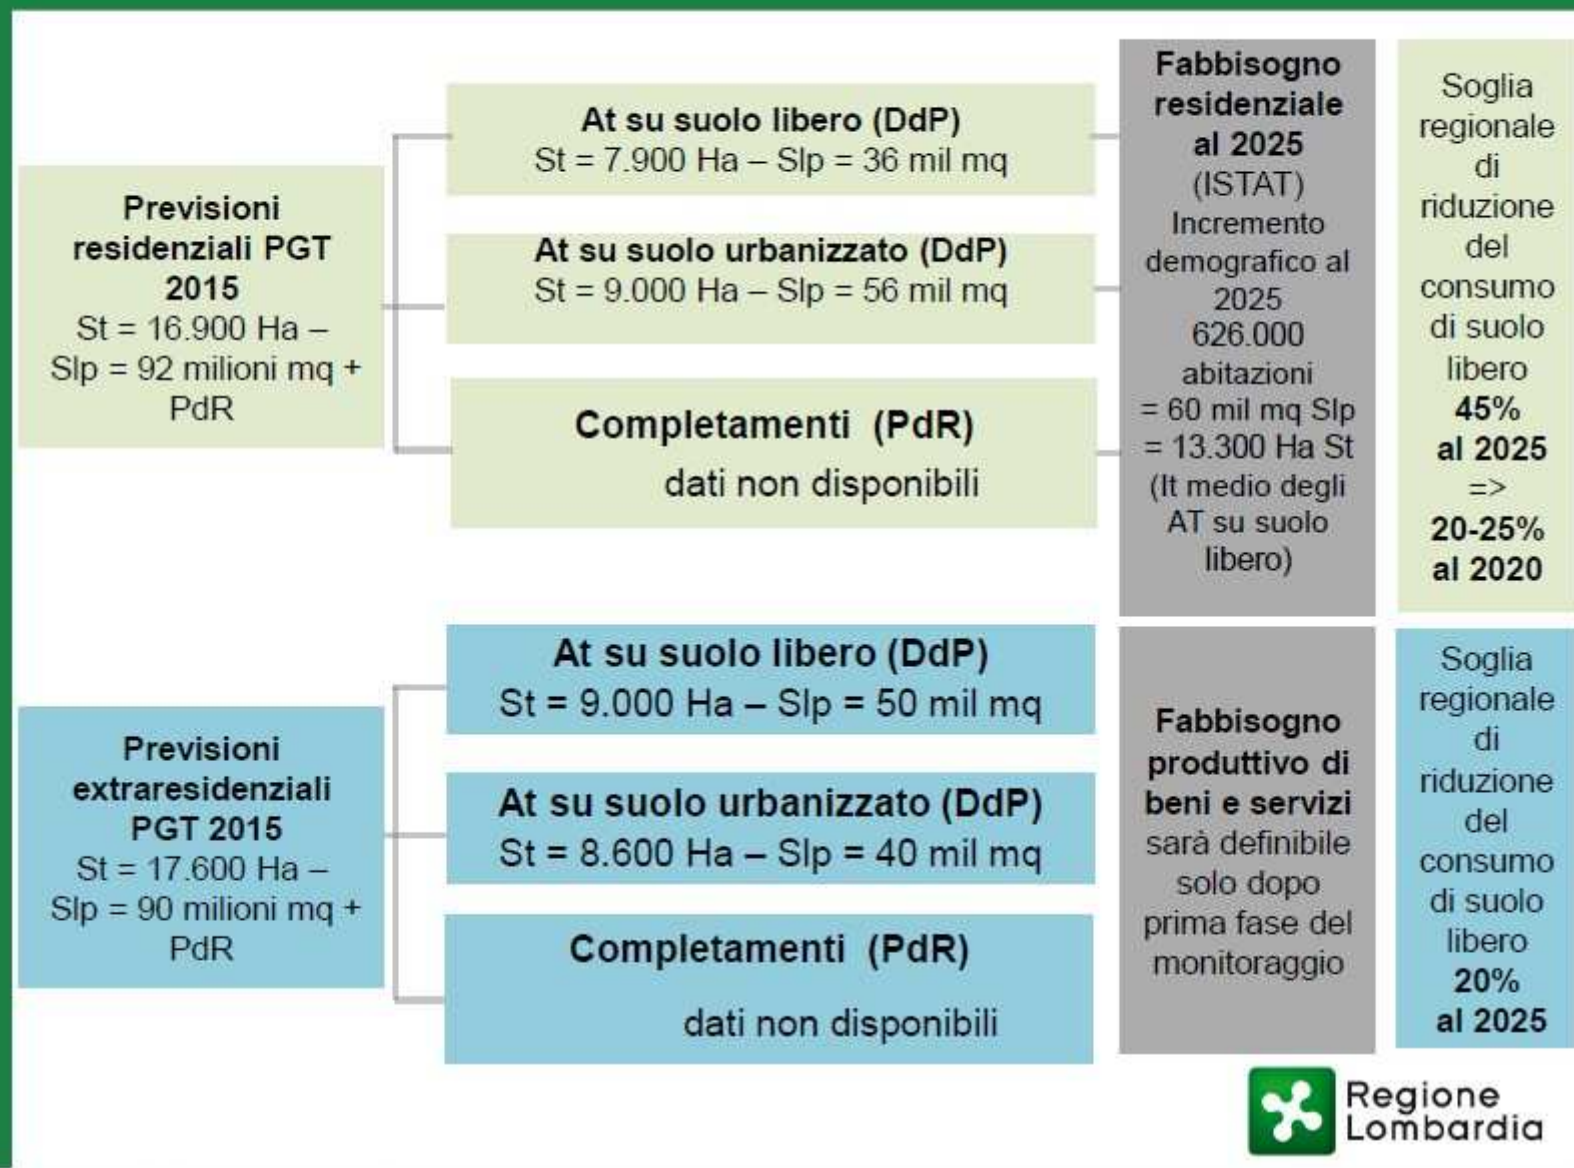 Previsioni
residenziali PGT
2015
St = 16.900 Ha –
Slp = 92 milioni mq +
PdR
At su suolo libero (DdP)
St = 7.900 Ha – Slp = 36 mil mq
At su suolo urbanizzato (DdP)
St = 9.000 Ha – Slp = 56 mil mq
Completamenti (PdR)
dati non disponibili
Fabbisogno
residenziale
al 2025
(ISTAT)
Incremento
demografico al
2025
626.000
abitazioni
= 60 mil mq Slp
= 13.300 Ha St
(It medio degli
AT su suolo
libero)
Soglia
regionale
di
riduzione
del
consumo
di suolo
libero
45%
al 2025
=>
20-25%
al 2020
Previsioni
extraresidenziali
PGT 2015
St = 17.600 Ha –
Slp = 90 milioni mq +
PdR
At su suolo libero (DdP)
St = 9.000 Ha – Slp = 50 mil mq
At su suolo urbanizzato (DdP)
St = 8.600 Ha – Slp = 40 mil mq
Completamenti (PdR)
dati non disponibili
Fabbisogno
produttivo di
beni e servizi
sarà definibile
solo dopo
prima fase del
monitoraggio
Soglia
regionale
di
riduzione
del
consumo
di suolo
libero
20%
al 2025
Regione
Lombardia